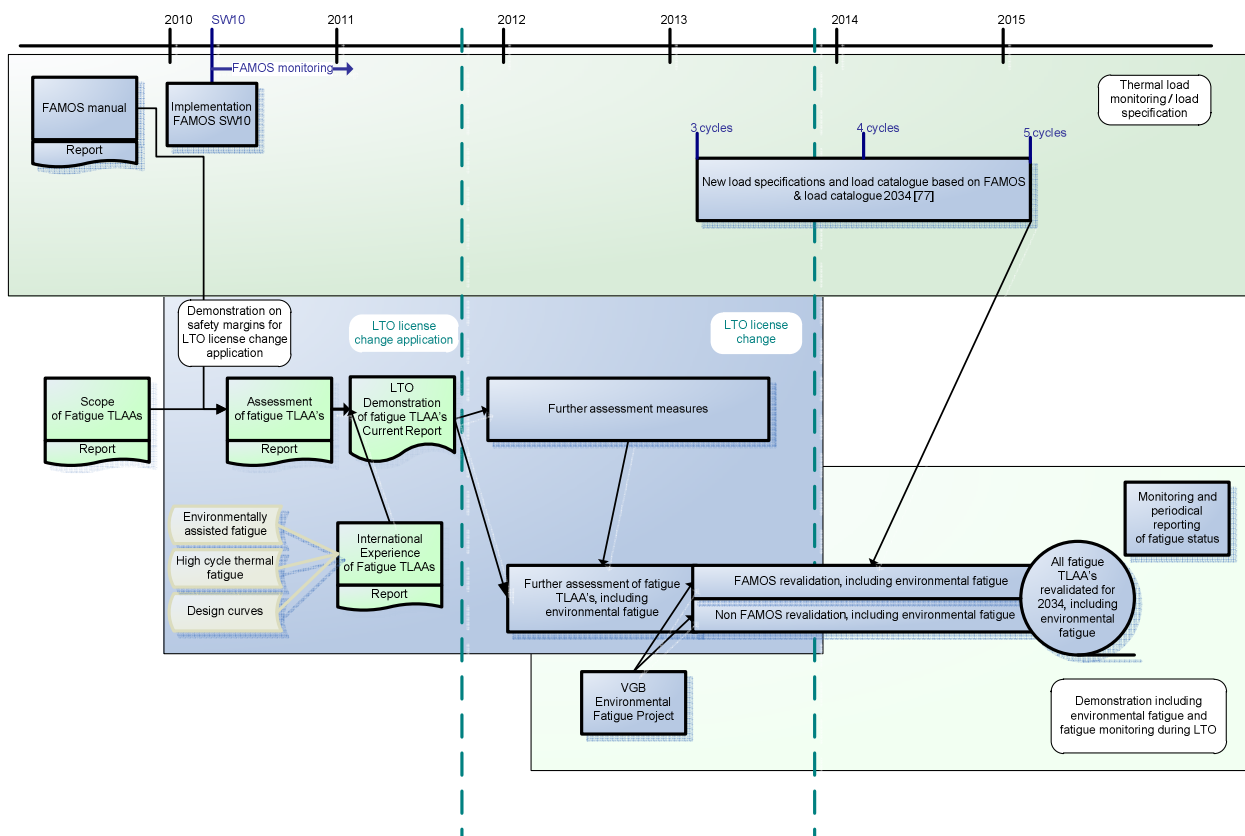 2010
SW10
2011
2012
2013
2014
2015
FAMOS monitoring
FAMOS manual
Report
Implementation
FAMOS SW10
Thermal load
monitoring / load
specification
3 cycles
4 cycles
5 cycles
New load specifications and load catalogue based on FAMOS
& load catalogue 2034 [77]
Demonstration on
safety margins for
LTO license change
application
LTO license
change application
LTO license
change
Scope
of Fatigue TLAAs
Report
Assessment
of fatigue TLAA's
Report
LTO
Demonstration
of fatigue TLAA's
Current Report
Further assessment measures
Environmentally
assisted fatigue
High cycle thermal
fatigue
Design curves
International
Experience
of Fatigue TLAAs
Report
Further assessment of fatigue
TLAA's, including
environmental fatigue
FAMOS revalidation, including environmental fatigue
Non FAMOS revalidation, including environmental fatigue
All fatigue
TLAA's
revalidated for
2034, including
environmental
fatigue
Monitoring and
periodical
reporting
of fatigue status
VGB
Environmental
Fatigue Project
Demonstration including
environmental fatigue and
fatigue monitoring during LTO